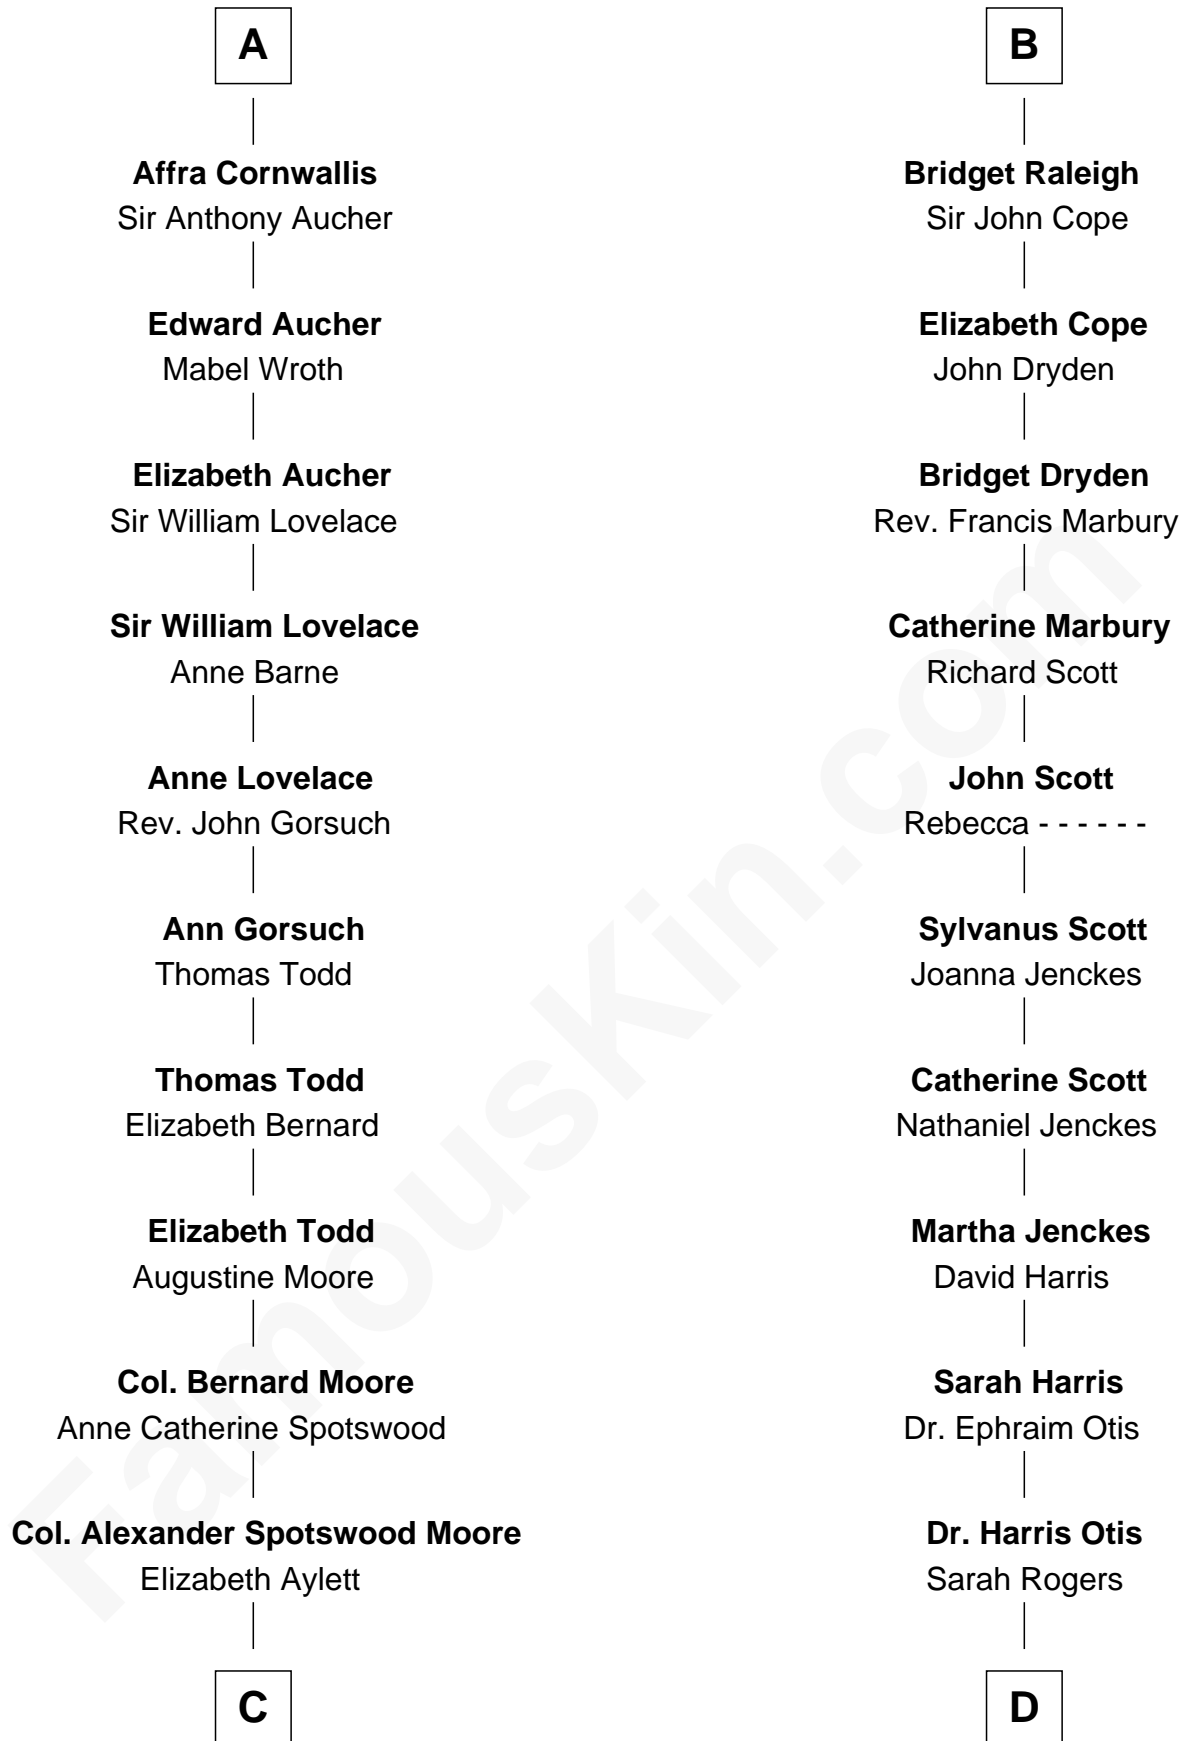 A
Affra Cornwallis
Sir Anthony Aucher
Edward Aucher
Mabel Wroth
Elizabeth Aucher
Sir William Lovelace
Sir William Lovelace
Anne Barne
Anne Lovelace
Rev. John Gorsuch
Ann Gorsuch
Thomas Todd
Thomas Todd
Elizabeth Bernard
Elizabeth Todd
Augustine Moore
Col. Bernard Moore
Anne Catherine Spotswood
Col. Alexander Spotswood Moore
Elizabeth Aylett
C
B
Bridget Raleigh
Sir John Cope
Elizabeth Cope
John Dryden
Bridget Dryden
Rev. Francis Marbury
Catherine Marbury
Richard Scott
John Scott
Rebecca - - - - - -
Sylvanus Scott
Joanna Jenckes
Catherine Scott
Nathaniel Jenckes
Martha Jenckes
David Harris
Sarah Harris
Dr. Ephraim Otis
Dr. Harris Otis
Sarah Rogers
D
FamousKin.com